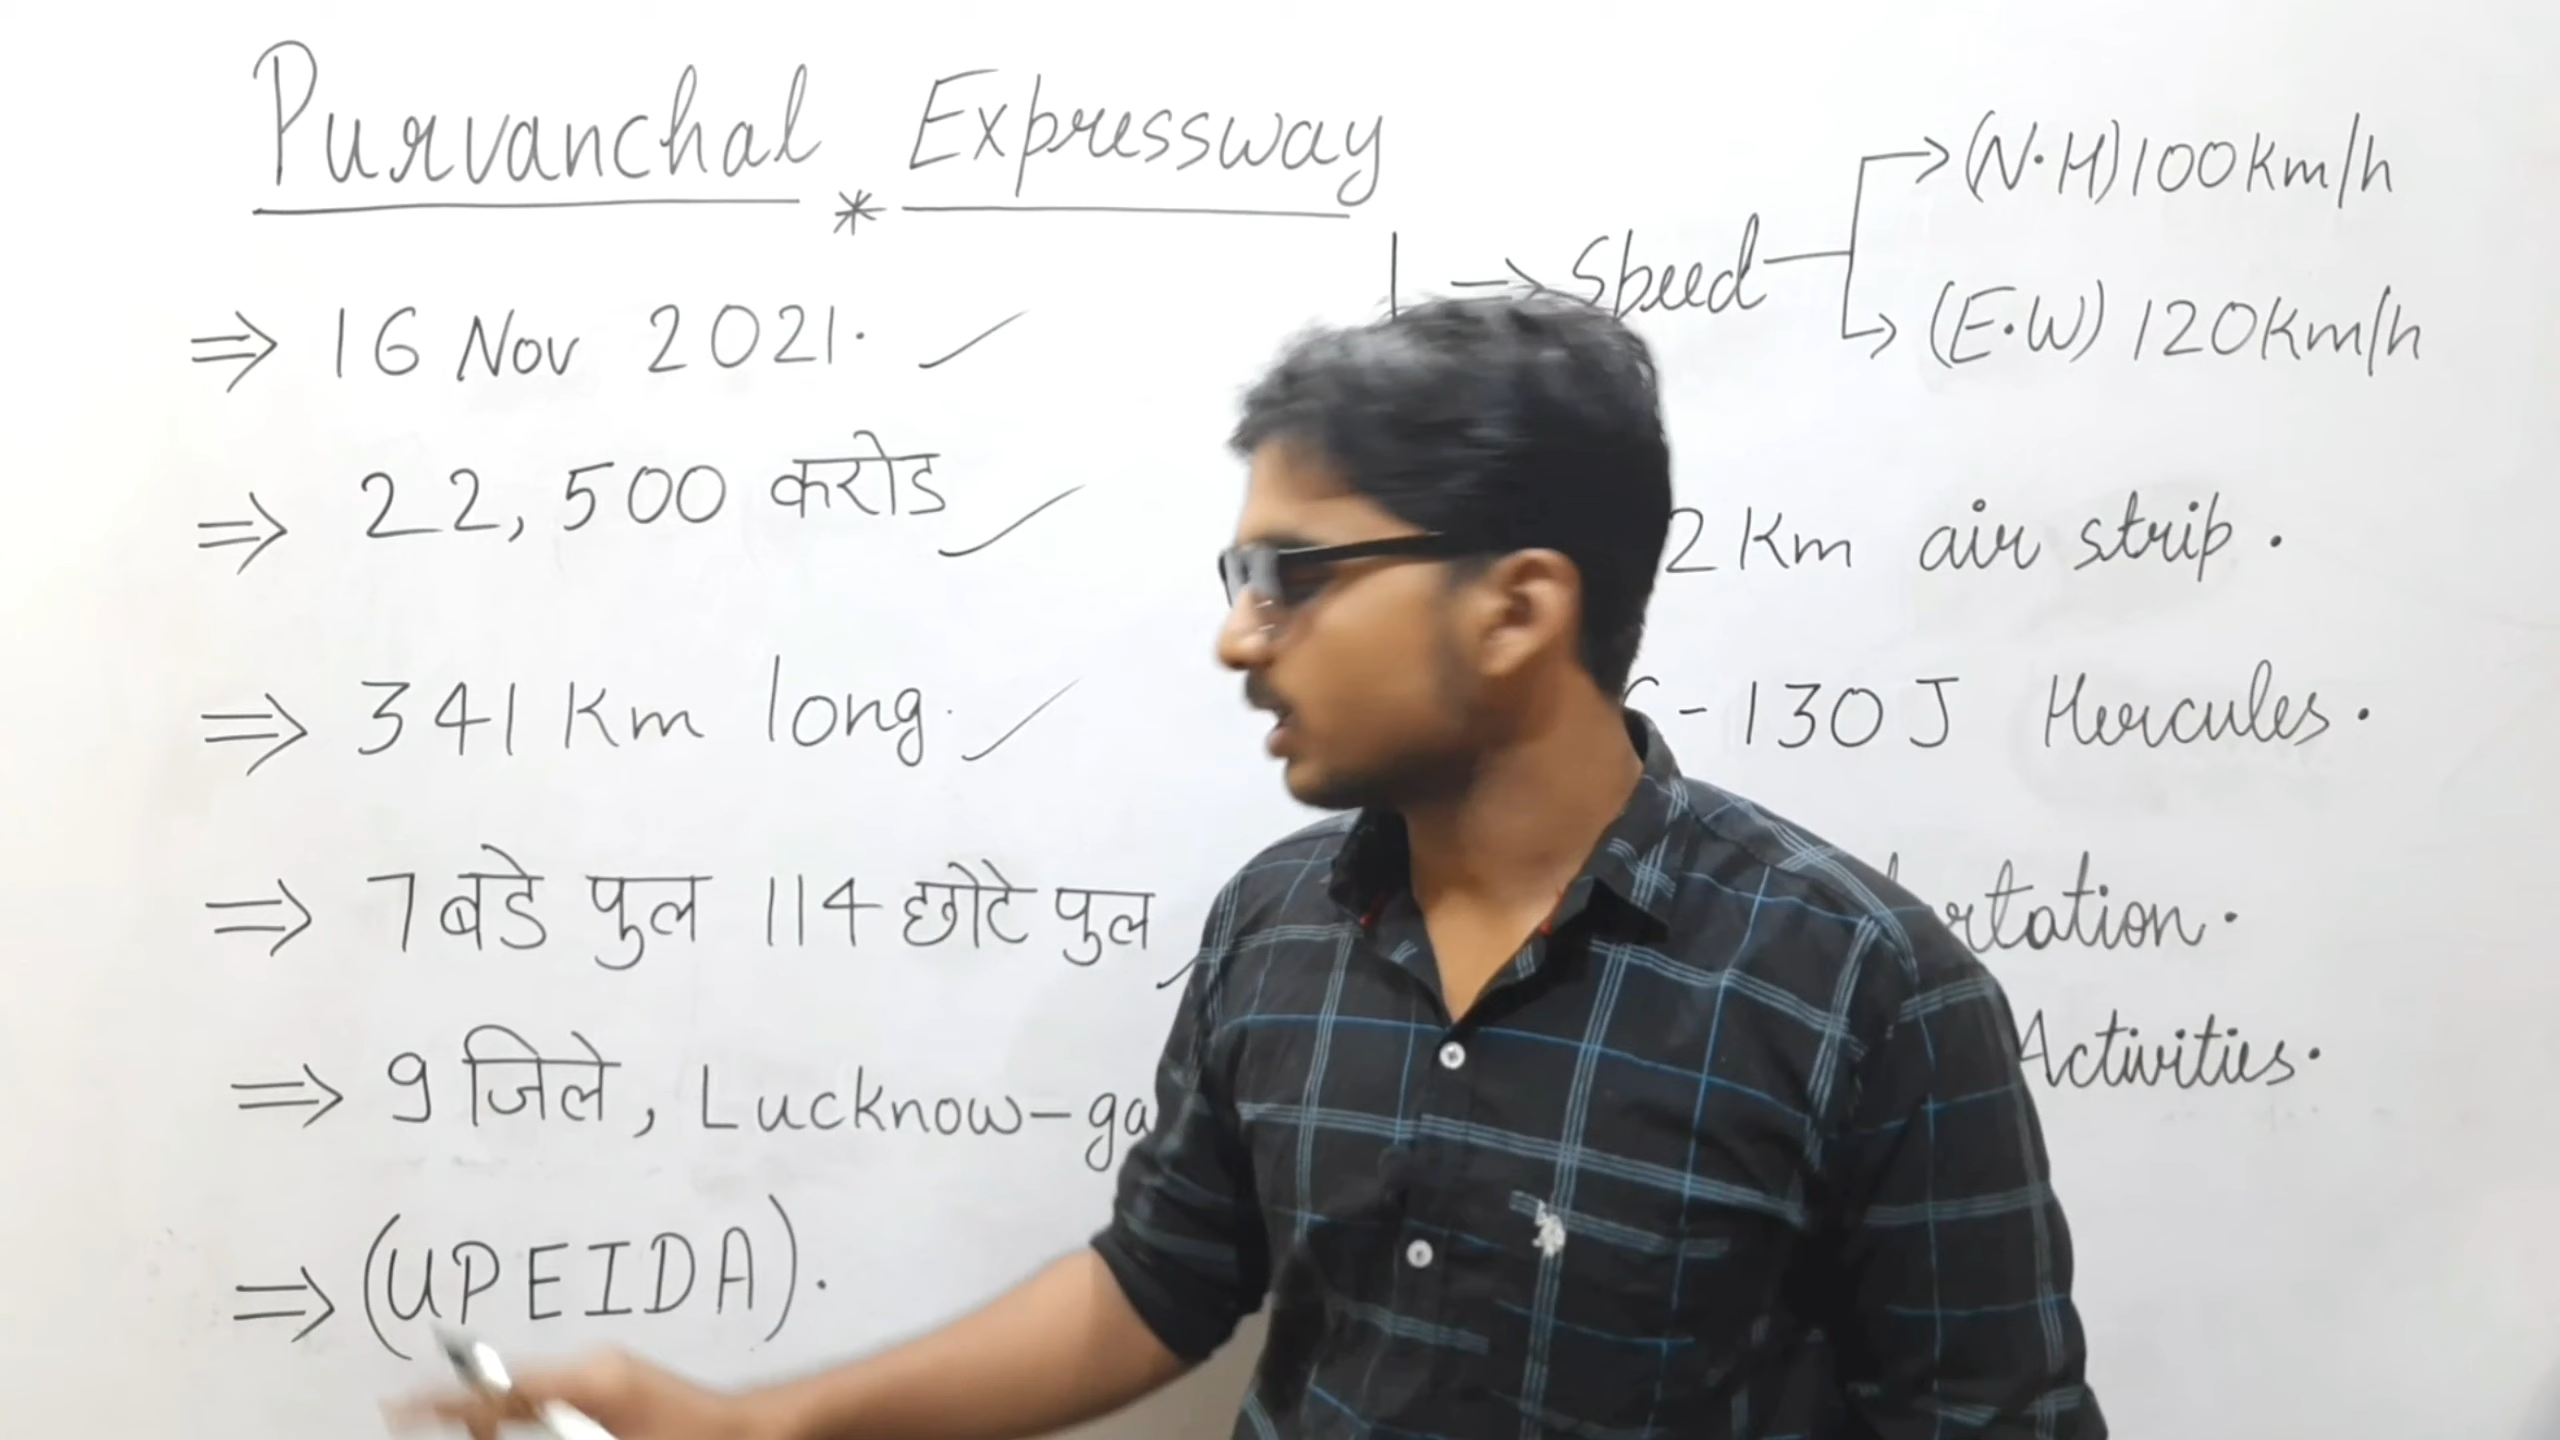 Purvanchal * Expressway
⇒ 16 Nov 2021.
⇒ 22,500 करोड
⇒ 341 Km long.
⇒ 7 बडे पुल 114 छोटे पुल
⇒ 9 जिले, Lucknow-ga
⇒ (UPEIDA).
⇒ Speed
→ (N.H) 100 Km/h
→ (E.W) 120 Km/h
2 Km air strip.
-130 J Hercules.
Activities.